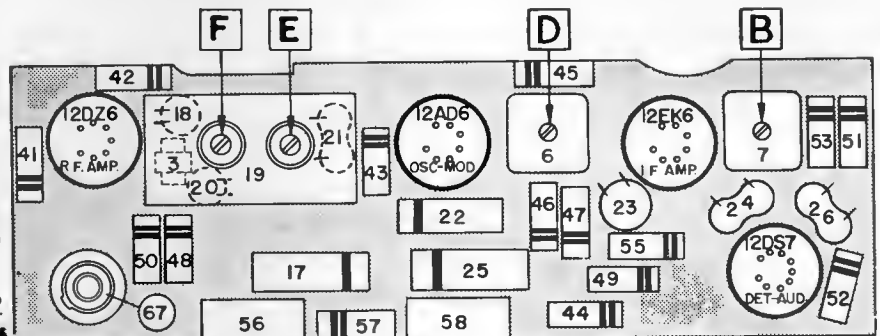 F E D B
42 45
12DZ6 18 12AD6 12EK6
41 3 21 43 6 7 53 51
R.F. AMP. 20 19 OSC-MOD I F AMP.
22 46 47 23 24 26
50 48 55 12DS7
17 25 49 52
67 DET-AUD.
56 57 58 44